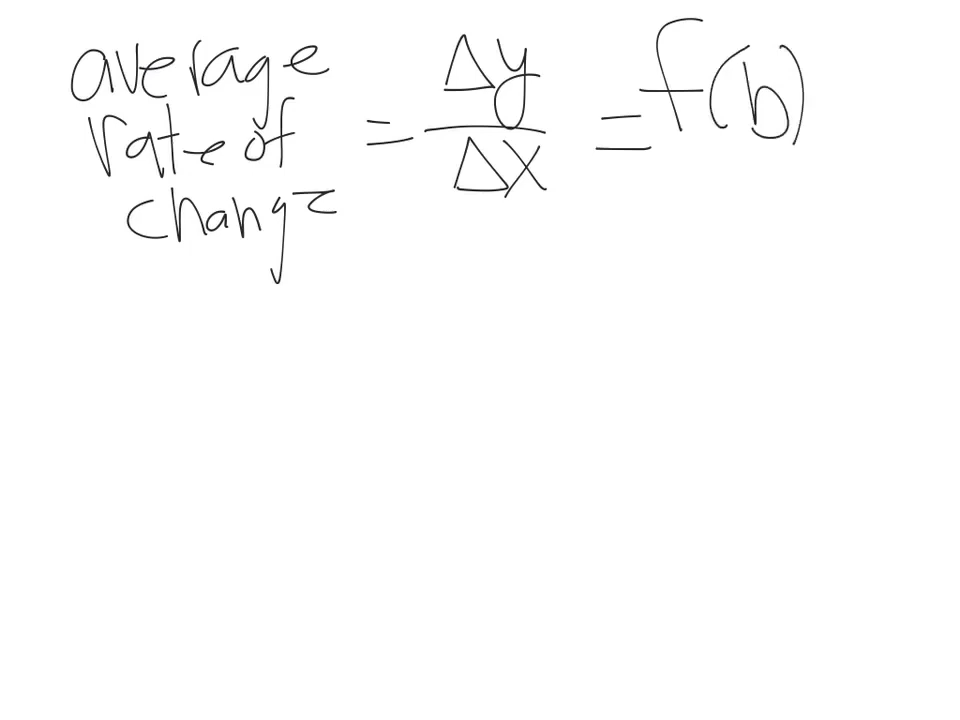 average
rate of
change
= Δy/Δx = f(b)